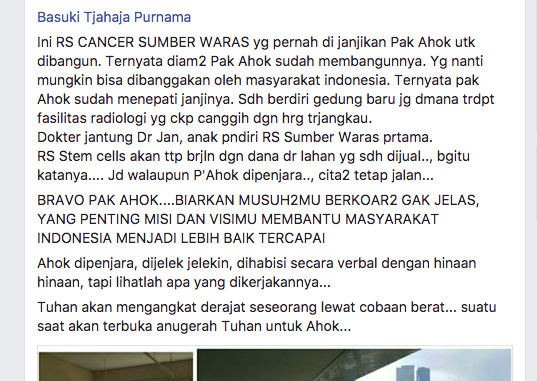 Basuki Tjahaja Purnama
Ini RS CANCER SUMBER WARAS yg pernah di janjikan Pak Ahok utk
dibangun. Ternyata diam2 Pak Ahok sudah membangunnya. Yg nanti
mungkin bisa dibanggakan oleh masyarakat indonesia. Ternyata pak
Ahok sudah menepati janjinya. Sdh berdiri gedung baru jg dmana trdpt
fasilitas radiologi yg ckp canggih dgn hrg trjangkau.
Dokter jantung Dr Jan, anak pndiri RS Sumber Waras prtama.
RS Stem cells akan ttp brjln dgn dana dr lahan yg sdh dijual.., bgitu
katanya.... Jd walaupun P'Ahok dipenjara.., cita2 tetap jalan...
BRAVO PAK AHOK....BIARKAN MUSUH2MU BERKOAR2 GAK JELAS,
YANG PENTING MISI DAN VISIMU MEMBANTU MASYARAKAT
INDONESIA MENJADI LEBIH BAIK TERCAPAI
Ahok dipenjara, dijelek jelekin, dihabisi secara verbal dengan hinaan
hinaan, tapi lihatlah apa yang dikerjakannya...
Tuhan akan mengangkat derajat seseorang lewat cobaan berat... suatu
saat akan terbuka anugerah Tuhan untuk Ahok...